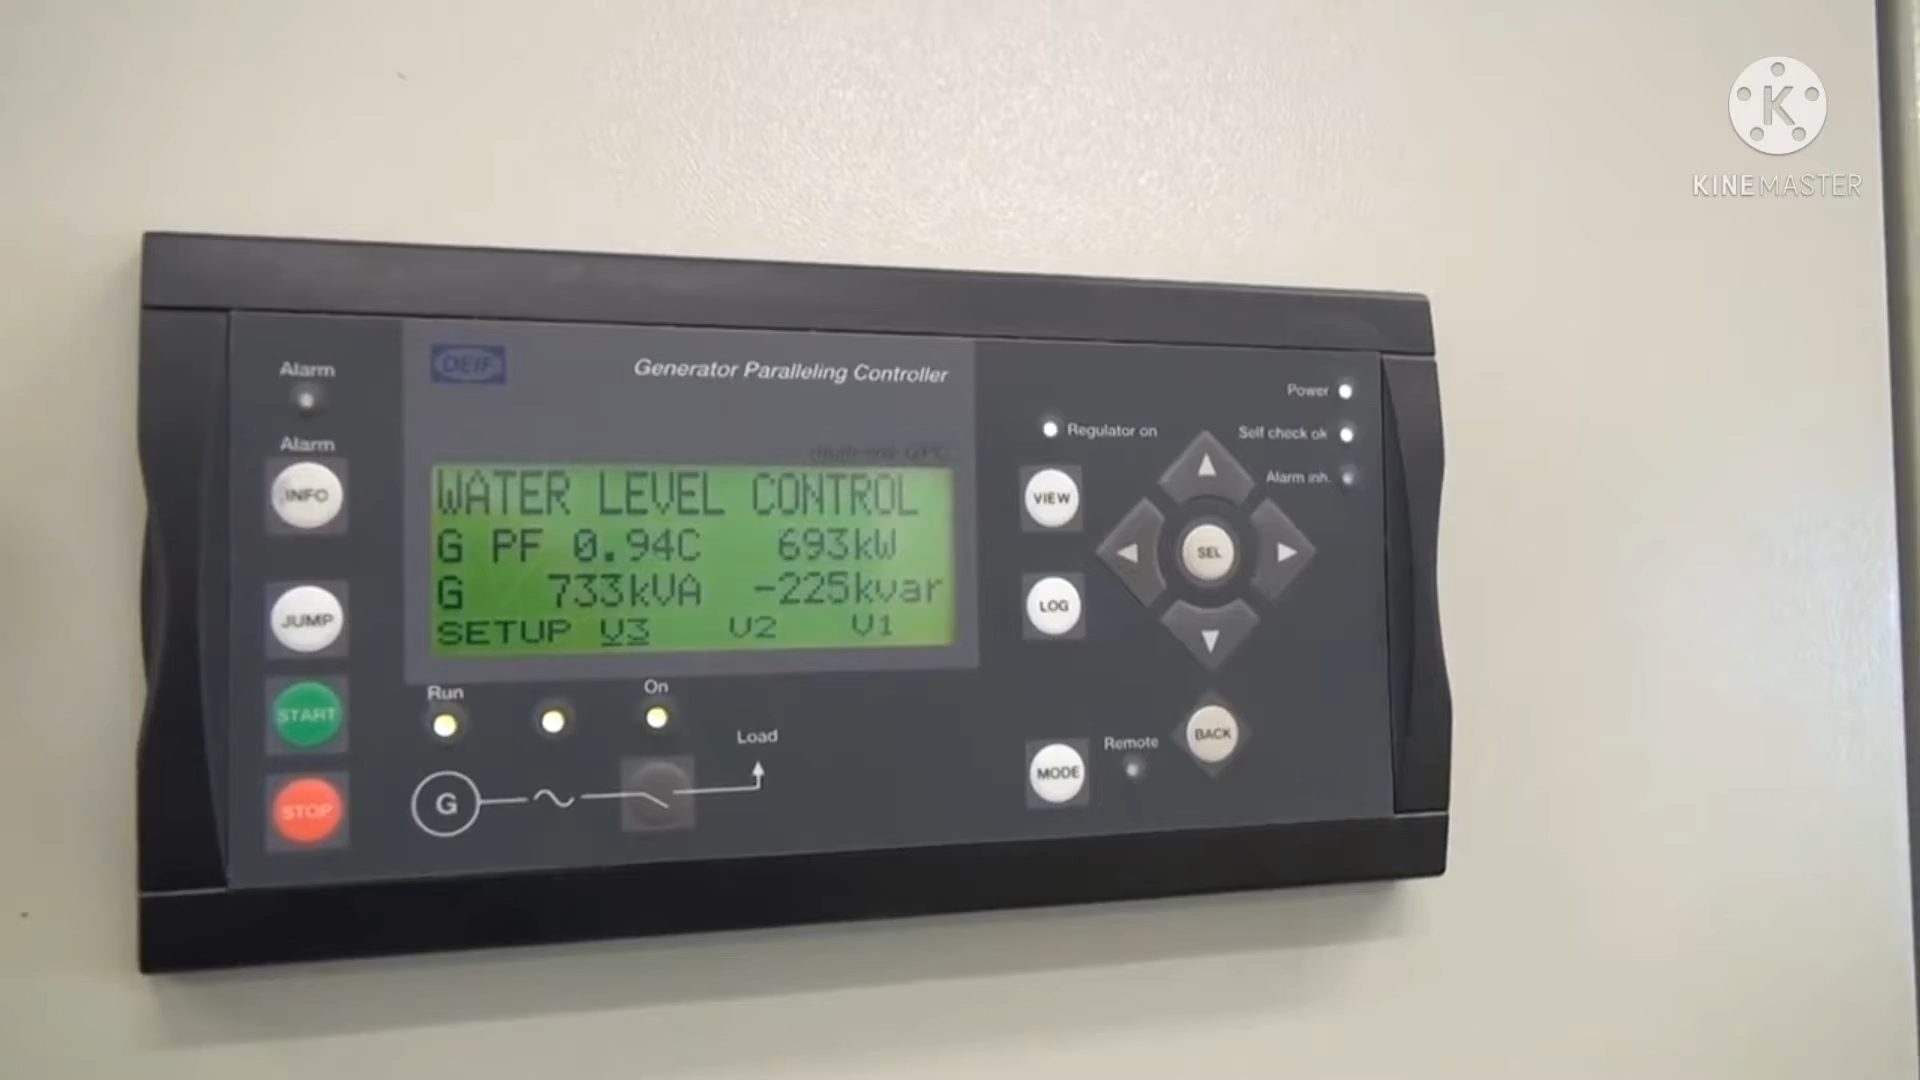 K
KINEMASTER
Alarm
DEIF
Generator Paralleling Controller
Power
Alarm
Regulator on
Self check ok
Alarm inh.
INFO
WATER LEVEL CONTROL
G PF 0.94C 693kW
G 733kVA -225kvar
SETUP V3 V2 V1
VIEW
SEL
LOG
JUMP
START
STOP
Run
On
Load
G
MODE
Remote
BACK